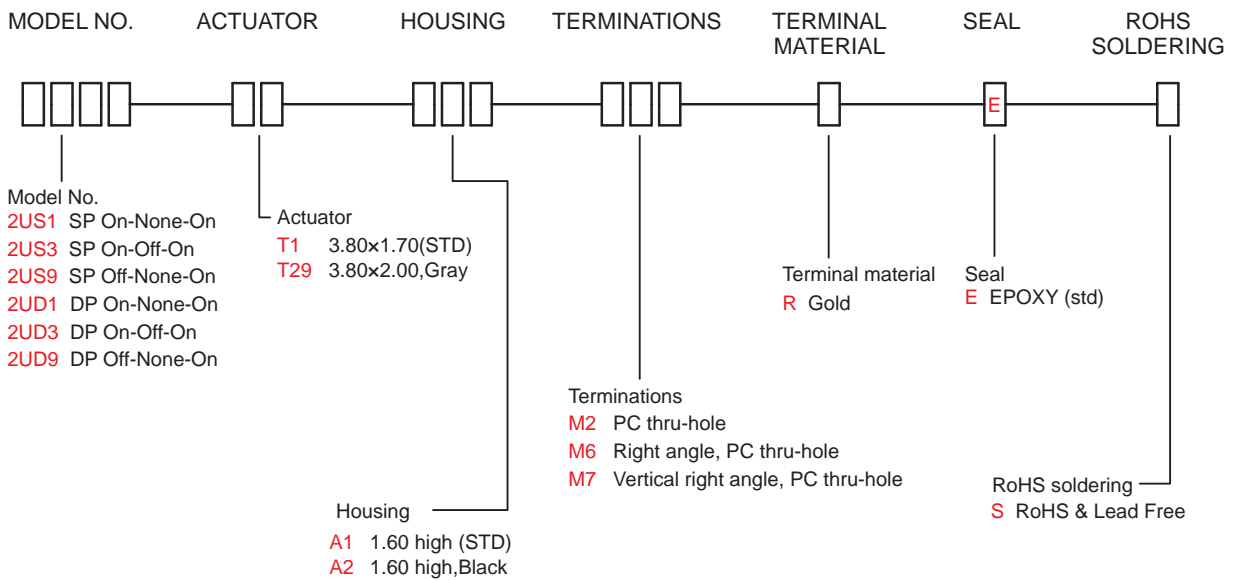 MODEL NO.
ACTUATOR
HOUSING
TERMINATIONS
TERMINAL
MATERIAL
SEAL
ROHS
SOLDERING
E
Model No.
2US1 SP On-None-On
2US3 SP On-Off-On
2US9 SP Off-None-On
2UD1 DP On-None-On
2UD3 DP On-Off-On
2UD9 DP Off-None-On
Actuator
T1 3.80×1.70(STD)
T29 3.80×2.00,Gray
Housing
A1 1.60 high (STD)
A2 1.60 high,Black
Terminations
M2 PC thru-hole
M6 Right angle, PC thru-hole
M7 Vertical right angle, PC thru-hole
Terminal material
R Gold
Seal
E EPOXY (std)
RoHS soldering
S RoHS & Lead Free